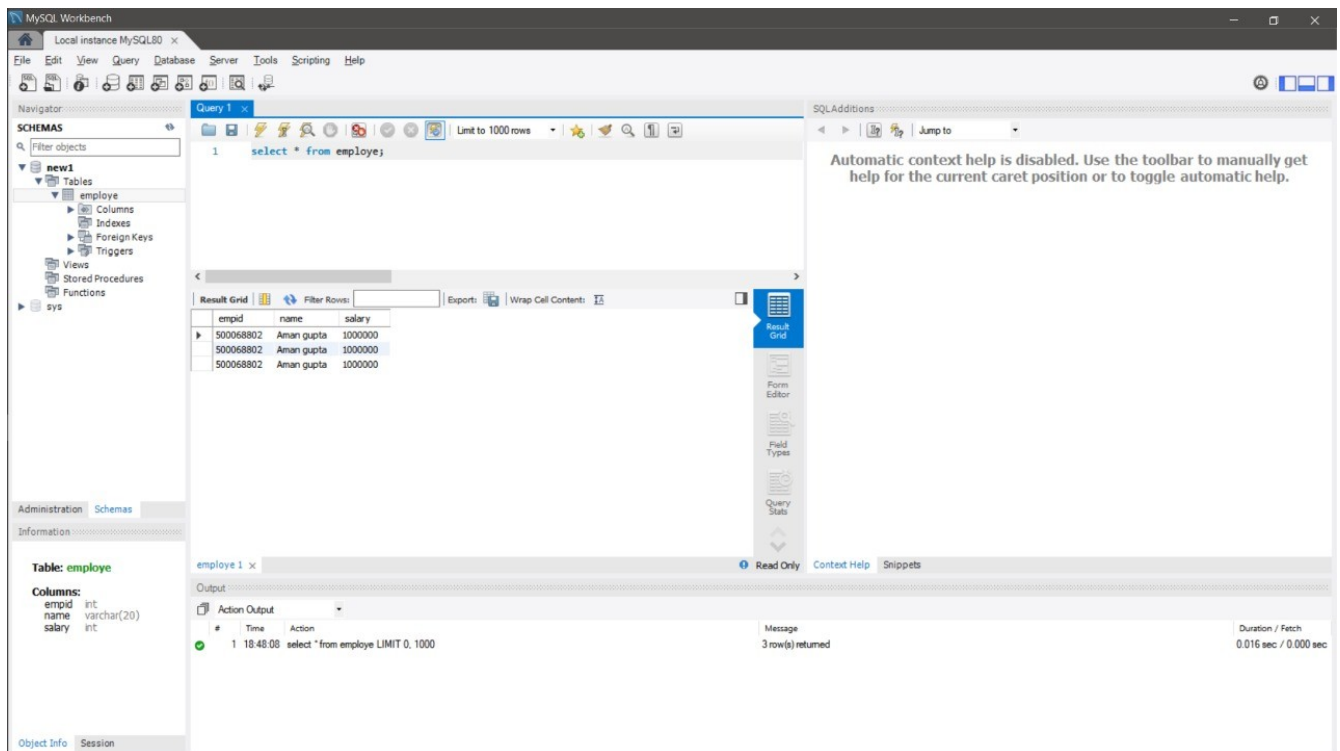 MySQL Workbench
Local instance MySQL80
File Edit View Query Database Server Tools Scripting Help
Navigator
SCHEMAS
Filter objects
new1
Tables
employe
Columns
Indexes
Foreign Keys
Triggers
Views
Stored Procedures
Functions
sys
Administration Schemas
Information
Table: employe
Columns:
empid int
name varchar(20)
salary int
Object Info Session
Query 1
Limit to 1000 rows
1 select * from employe;
Result Grid Filter Rows: Export: Wrap Cell Content:
empid name salary
500068802 Aman gupta 1000000
500068802 Aman gupta 1000000
500068802 Aman gupta 1000000
Result
Grid
Form
Editor
Field
Types
Query
Stats
employe 1 Read Only
SQLAdditions
Jump to
Automatic context help is disabled. Use the toolbar to manually get
help for the current caret position or to toggle automatic help.
Context Help Snippets
Output
Action Output
# Time Action Message Duration / Fetch
1 18:48:08 select * from employe LIMIT 0, 1000 3 row(s) returned 0.016 sec / 0.000 sec